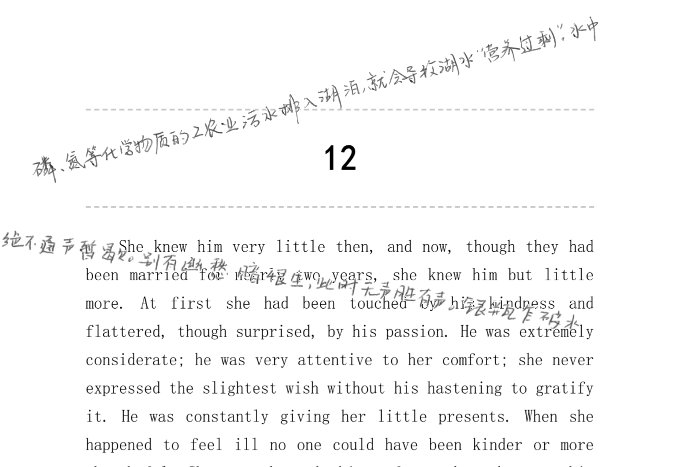 磷、氮等化学物质的工农业污水排入湖泊,就会导致湖水“营养过剩”,水中
12
绝不通声暂歇。别有幽愁暗恨生,此时无声胜有声。银瓶乍破水
She knew him very little then, and now, though they had
been married for nearly two years, she knew him but little
more. At first she had been touched by his kindness and
flattered, though surprised, by his passion. He was extremely
considerate; he was very attentive to her comfort; she never
expressed the slightest wish without his hastening to gratify
it. He was constantly giving her little presents. When she
happened to feel ill no one could have been kinder or more